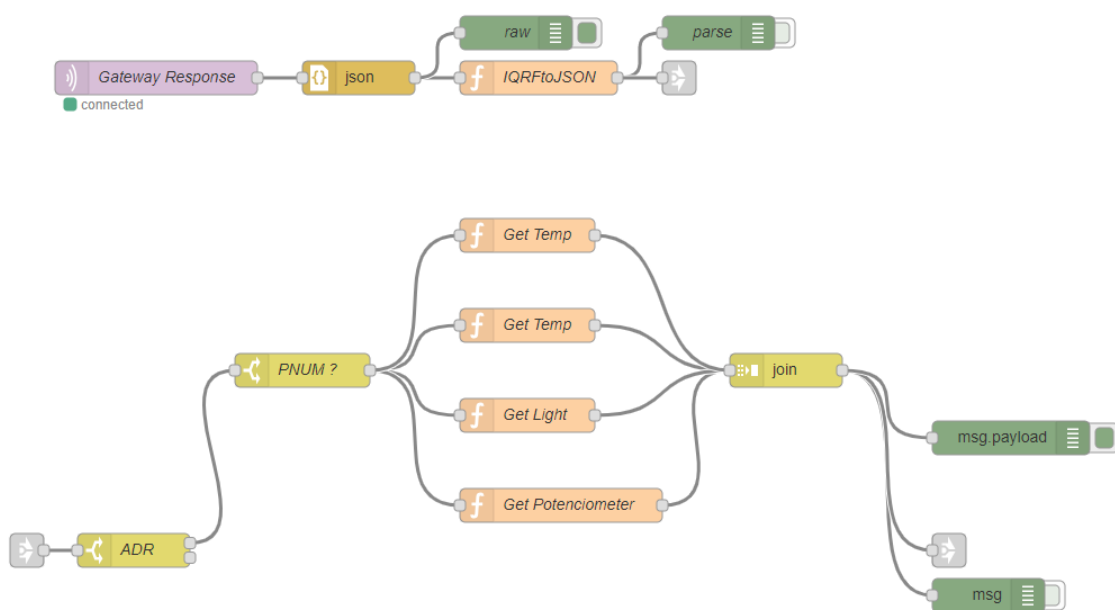 raw
parse
Gateway Response
json
IQRFtoJSON
connected
Get Temp
Get Temp
PNUM ?
join
Get Light
msg.payload
Get Potenciometer
ADR
msg